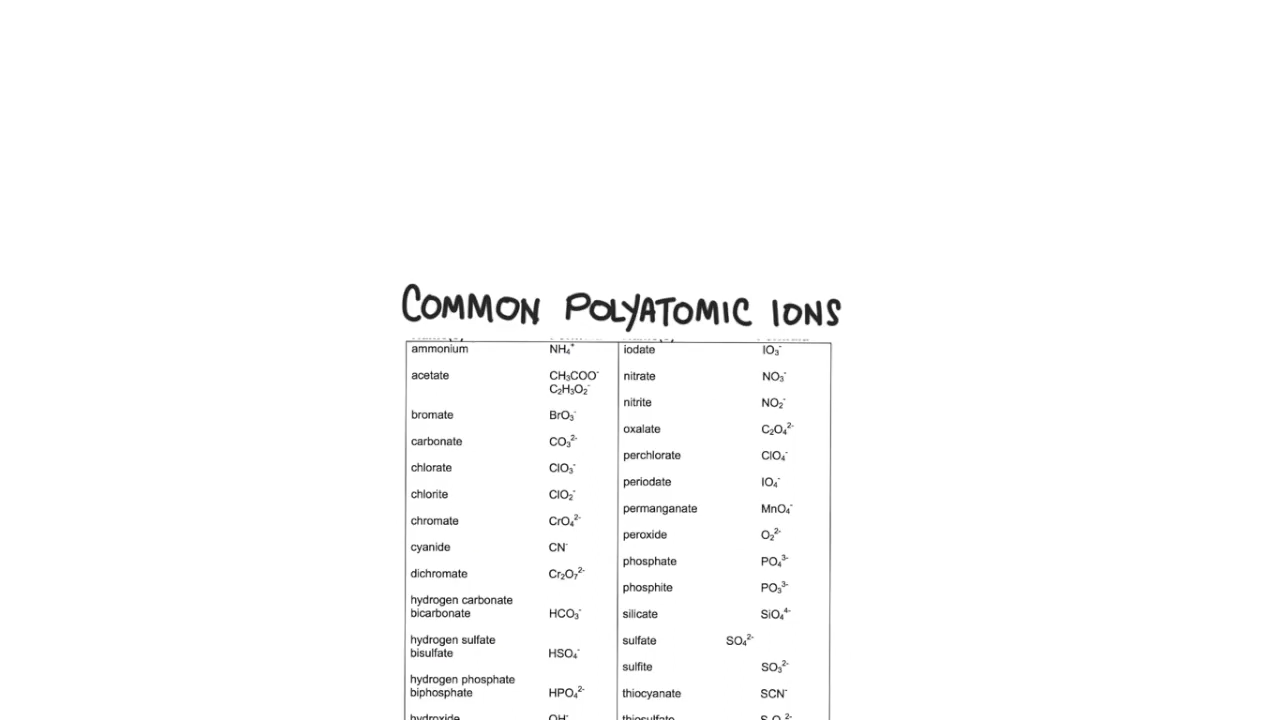 COMMON POLYATOMIC IONS
ammonium NH₄⁺
acetate CH₃COO⁻
C₂H₃O₂⁻
bromate BrO₃⁻
carbonate CO₃²⁻
chlorate ClO₃⁻
chlorite ClO₂⁻
chromate CrO₄²⁻
cyanide CN⁻
dichromate Cr₂O₇²⁻
hydrogen carbonate
bicarbonate HCO₃⁻
hydrogen sulfate
bisulfate HSO₄⁻
hydrogen phosphate
biphosphate HPO₄²⁻
hydroxide OH⁻
iodate IO₃⁻
nitrate NO₃⁻
nitrite NO₂⁻
oxalate C₂O₄²⁻
perchlorate ClO₄⁻
periodate IO₄⁻
permanganate MnO₄⁻
peroxide O₂²⁻
phosphate PO₄³⁻
phosphite PO₃³⁻
silicate SiO₄⁴⁻
sulfate SO₄²⁻
sulfite SO₃²⁻
thiocyanate SCN⁻
thiosulfate